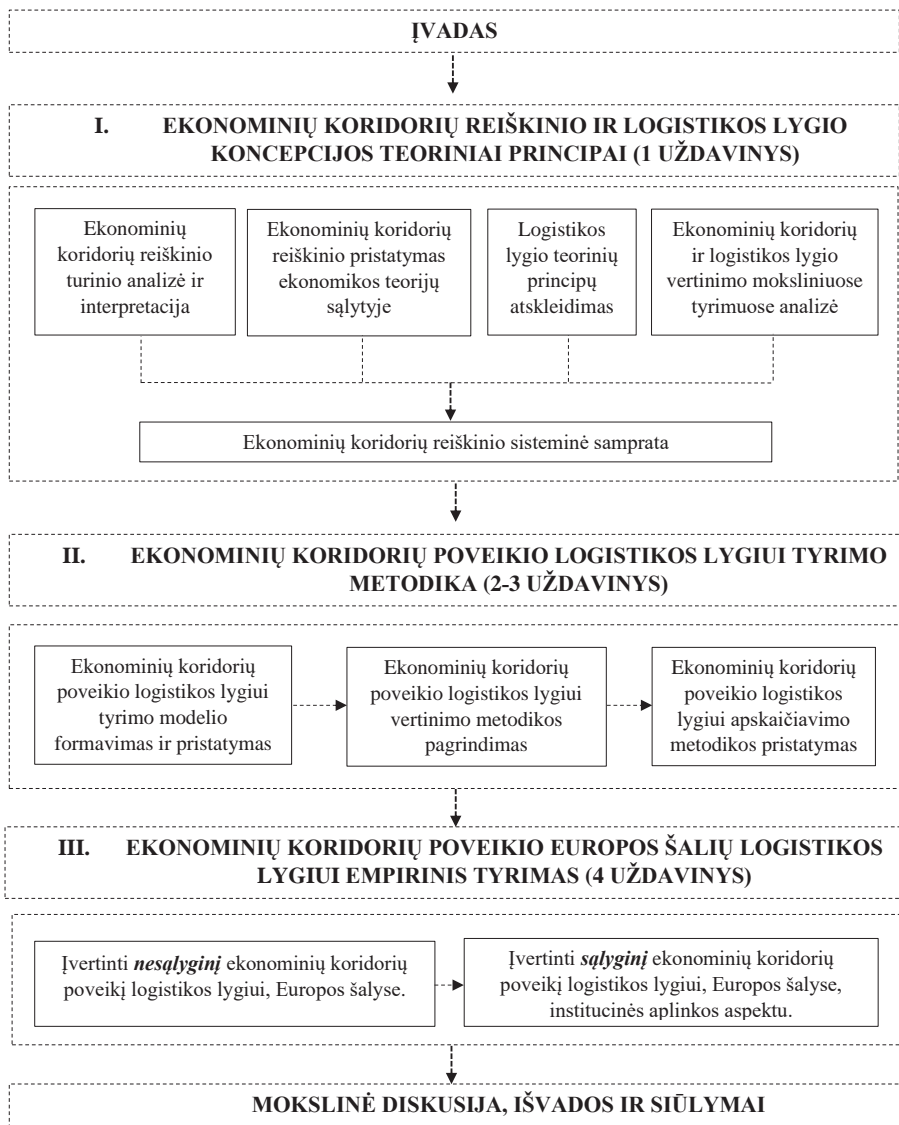 ĮVADAS
I. EKONOMINIŲ KORIDORIŲ REIŠKINIO IR LOGISTIKOS LYGIO
KONCEPCIJOS TEORINIAI PRINCIPAI (1 UŽDAVINYS)
Ekonominių
koridorių reiškinio
turinio analizė ir
interpretacija
Ekonominių koridorių
reiškinio pristatymas
ekonomikos teorijų
sąlytyje
Logistikos
lygio teorinių
principų
atskleidimas
Ekonominių koridorių
ir logistikos lygio
vertinimo moksliniuose
tyrimuose analizė
Ekonominių koridorių reiškinio sisteminė samprata
II. EKONOMINIŲ KORIDORIŲ POVEIKIO LOGISTIKOS LYGIUI TYRIMO
METODIKA (2-3 UŽDAVINYS)
Ekonominių koridorių
poveikio logistikos lygiui
tyrimo modelio
formavimas ir pristatymas
Ekonominių koridorių
poveikio logistikos lygiui
vertinimo metodikos
pagrindimas
Ekonominių koridorių
poveikio logistikos
lygiui apskaičiavimo
metodikos pristatymas
III. EKONOMINIŲ KORIDORIŲ POVEIKIO EUROPOS ŠALIŲ LOGISTIKOS
LYGIUI EMPIRINIS TYRIMAS (4 UŽDAVINYS)
Įvertinti nesąlyginį ekonominių koridorių
poveikį logistikos lygiui, Europos šalyse.
Įvertinti sąlyginį ekonominių koridorių
poveikį logistikos lygiui, Europos šalyse,
institucinės aplinkos aspektu.
MOKSLINĖ DISKUSIJA, IŠVADOS IR SIŪLYMAI